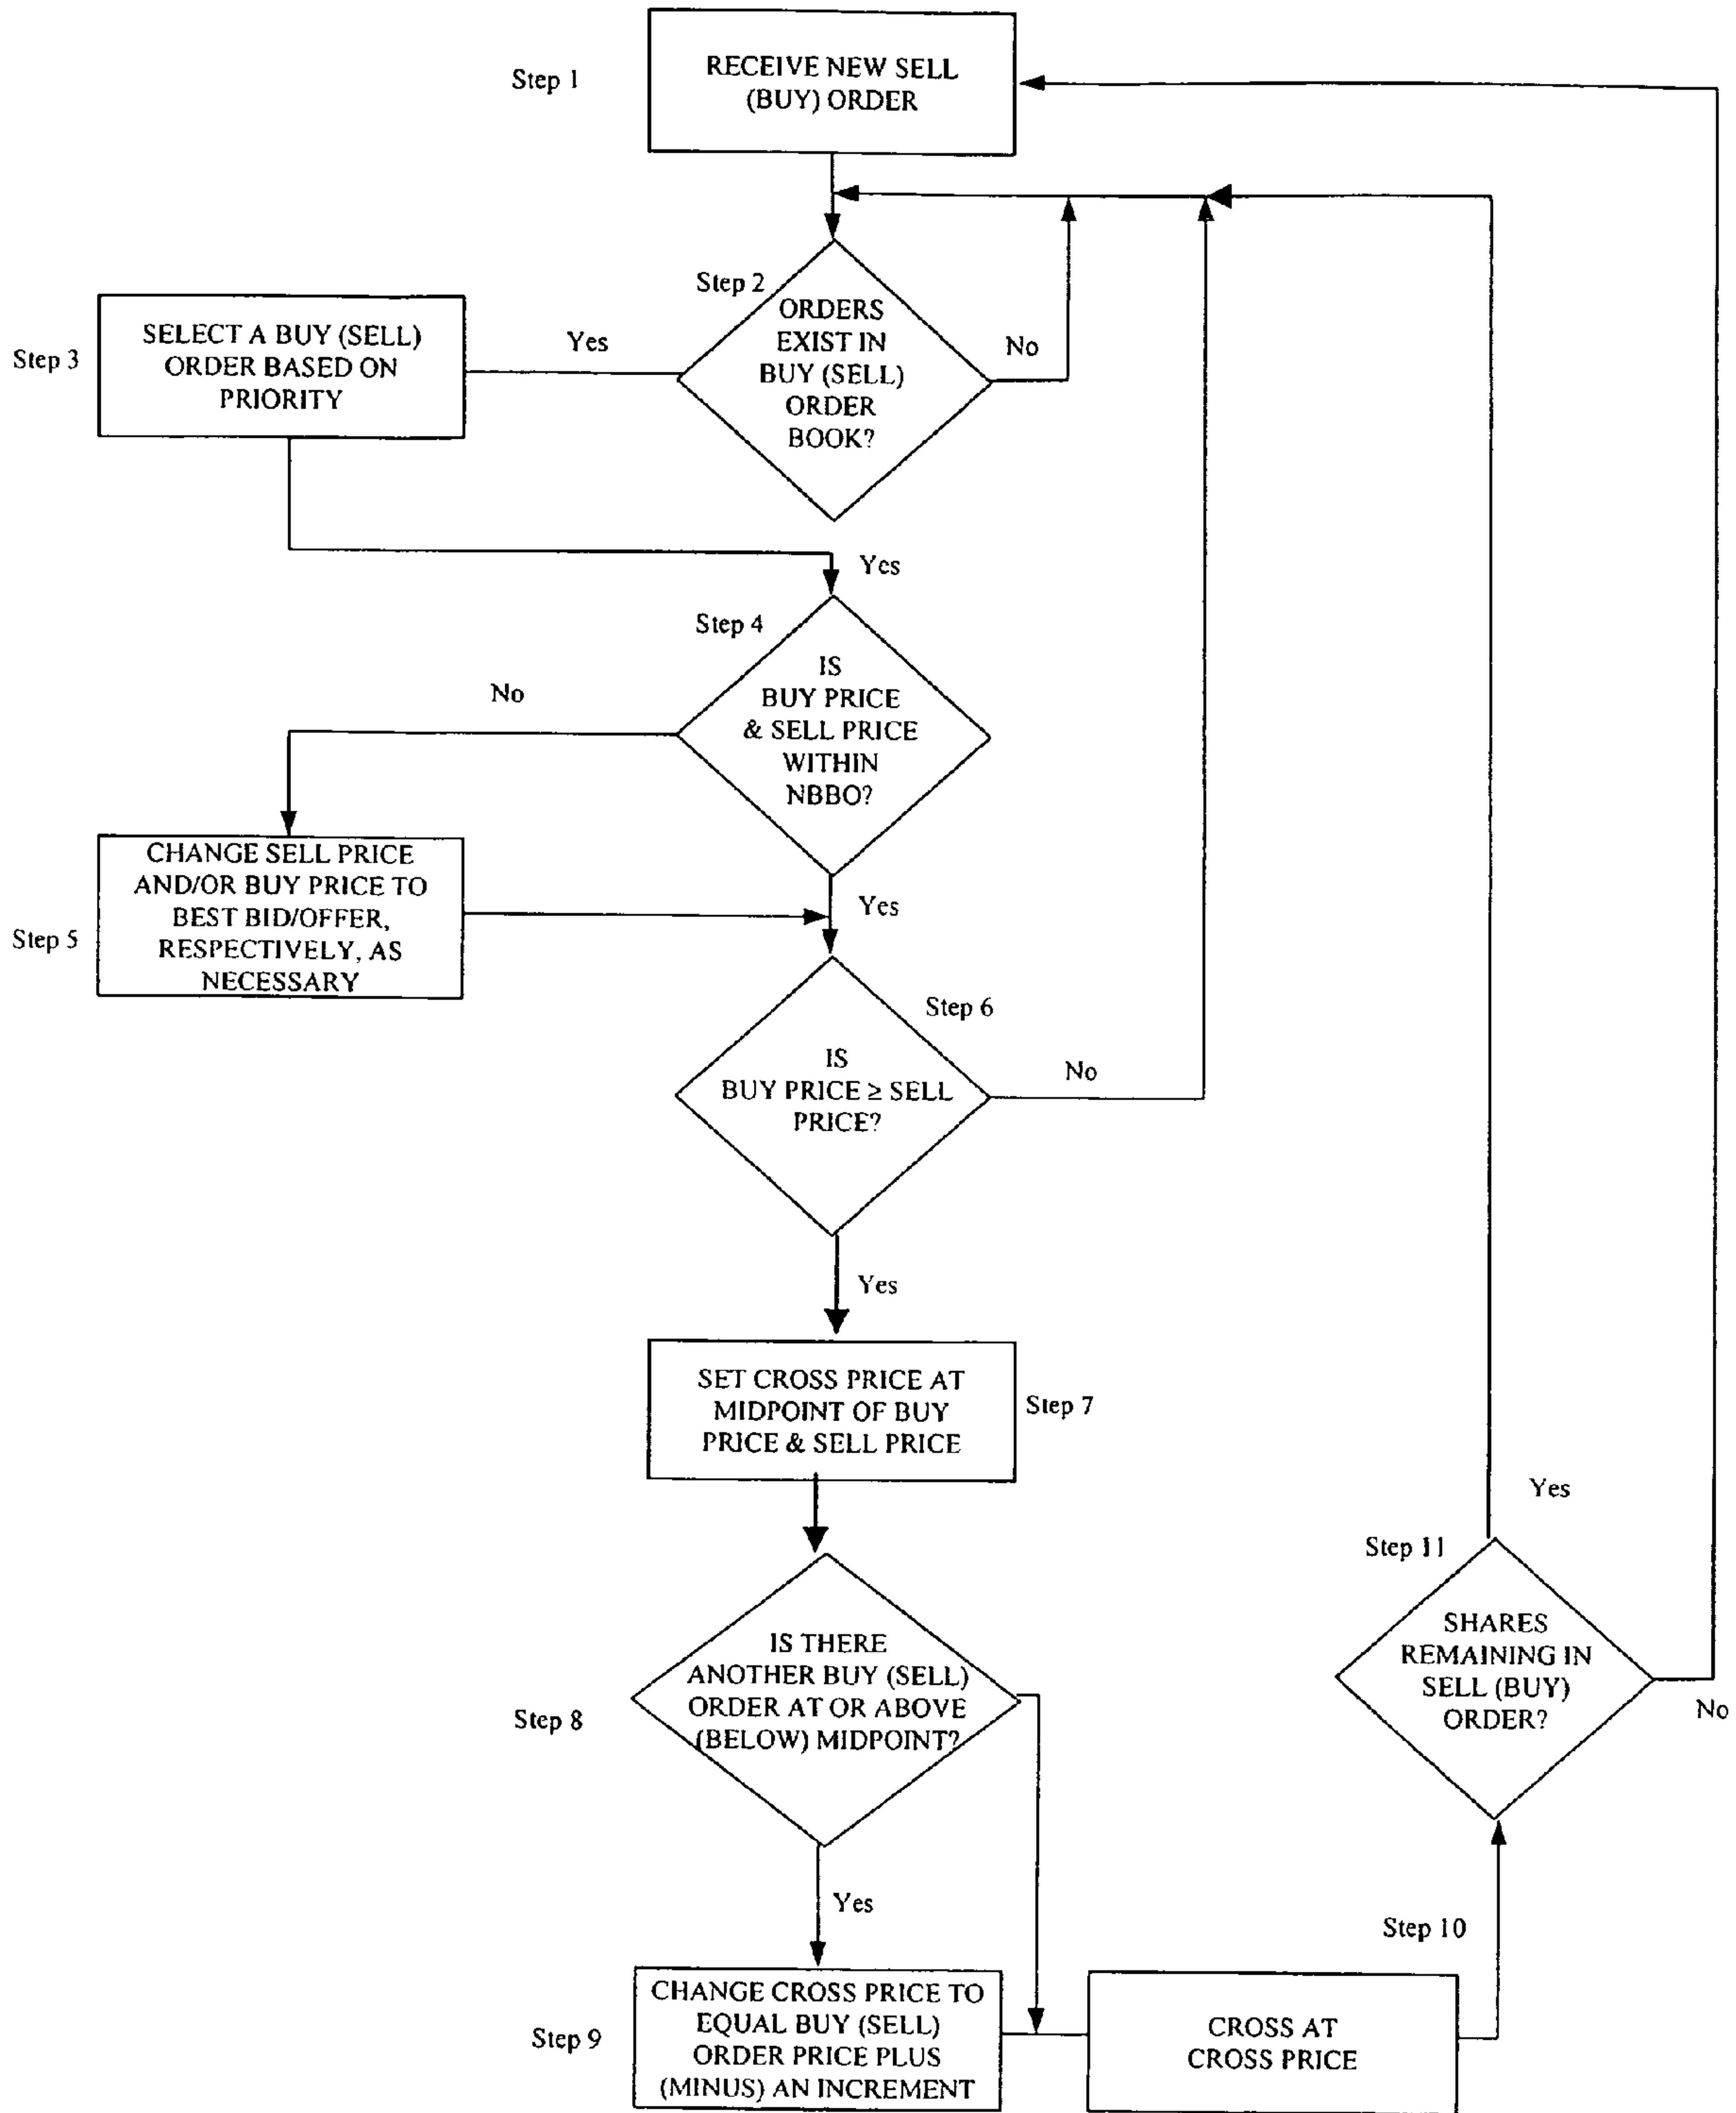 Step 1
RECEIVE NEW SELL
(BUY) ORDER
Step 2
ORDERS
EXIST IN
BUY (SELL)
ORDER
BOOK?
Yes
No
Step 3
SELECT A BUY (SELL)
ORDER BASED ON
PRIORITY
Yes
Step 4
IS
BUY PRICE
& SELL PRICE
WITHIN
NBBO?
No
Yes
Step 5
CHANGE SELL PRICE
AND/OR BUY PRICE TO
BEST BID/OFFER,
RESPECTIVELY, AS
NECESSARY
Step 6
IS
BUY PRICE ≥ SELL
PRICE?
No
Yes
SET CROSS PRICE AT
MIDPOINT OF BUY
PRICE & SELL PRICE
Step 7
Step 8
IS THERE
ANOTHER BUY (SELL)
ORDER AT OR ABOVE
(BELOW) MIDPOINT?
Yes
Step 9
CHANGE CROSS PRICE TO
EQUAL BUY (SELL)
ORDER PRICE PLUS
(MINUS) AN INCREMENT
Step 10
CROSS AT
CROSS PRICE
Step 11
SHARES
REMAINING IN
SELL (BUY)
ORDER?
Yes
No